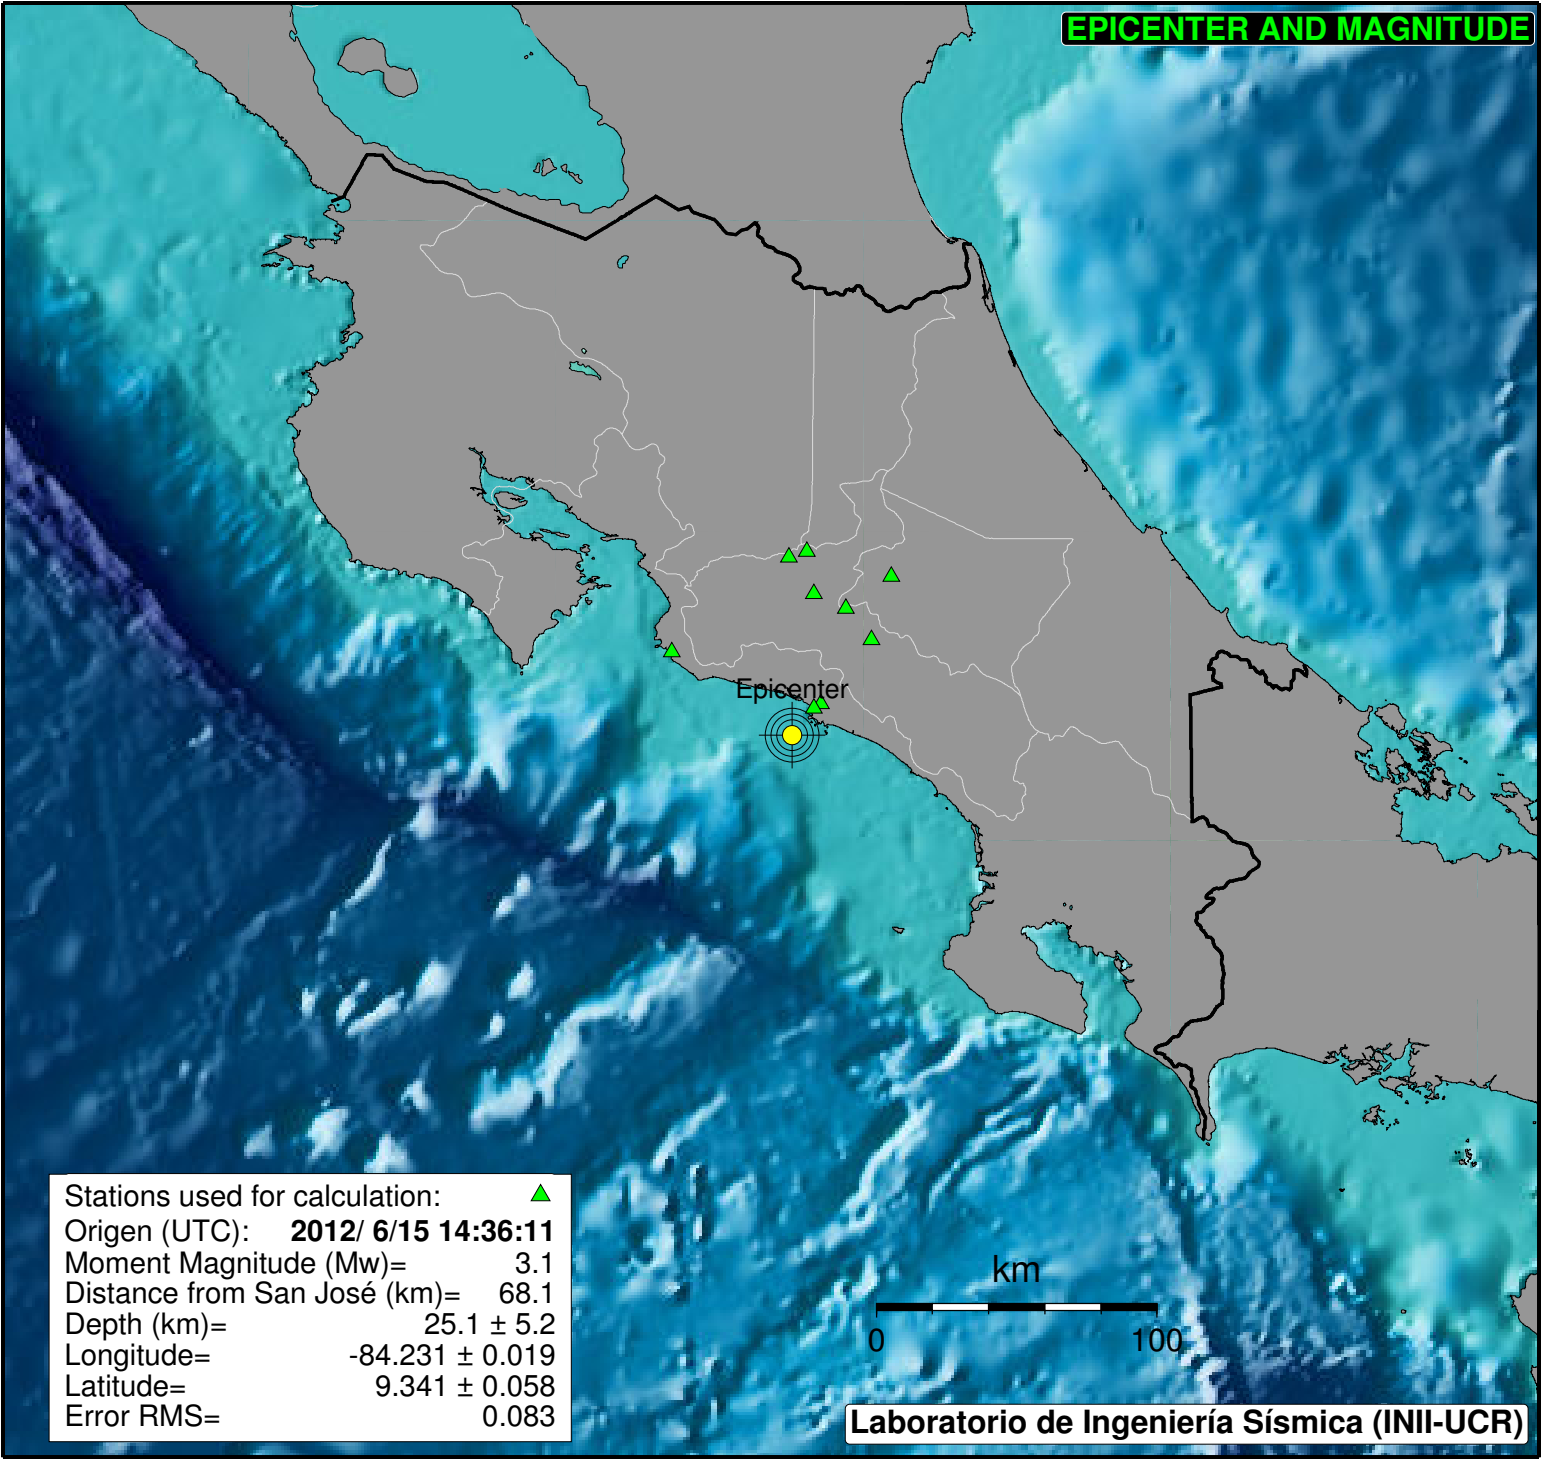 EPICENTER AND MAGNITUDE
Epicenter
Stations used for calculation:
Origen (UTC): 2012/ 6/15 14:36:11
Moment Magnitude (Mw)= 3.1
Distance from San José (km)= 68.1
Depth (km)= 25.1 ± 5.2
Longitude= -84.231 ± 0.019
Latitude= 9.341 ± 0.058
Error RMS= 0.083
km
0 100
Laboratorio de Ingeniería Sísmica (INII-UCR)